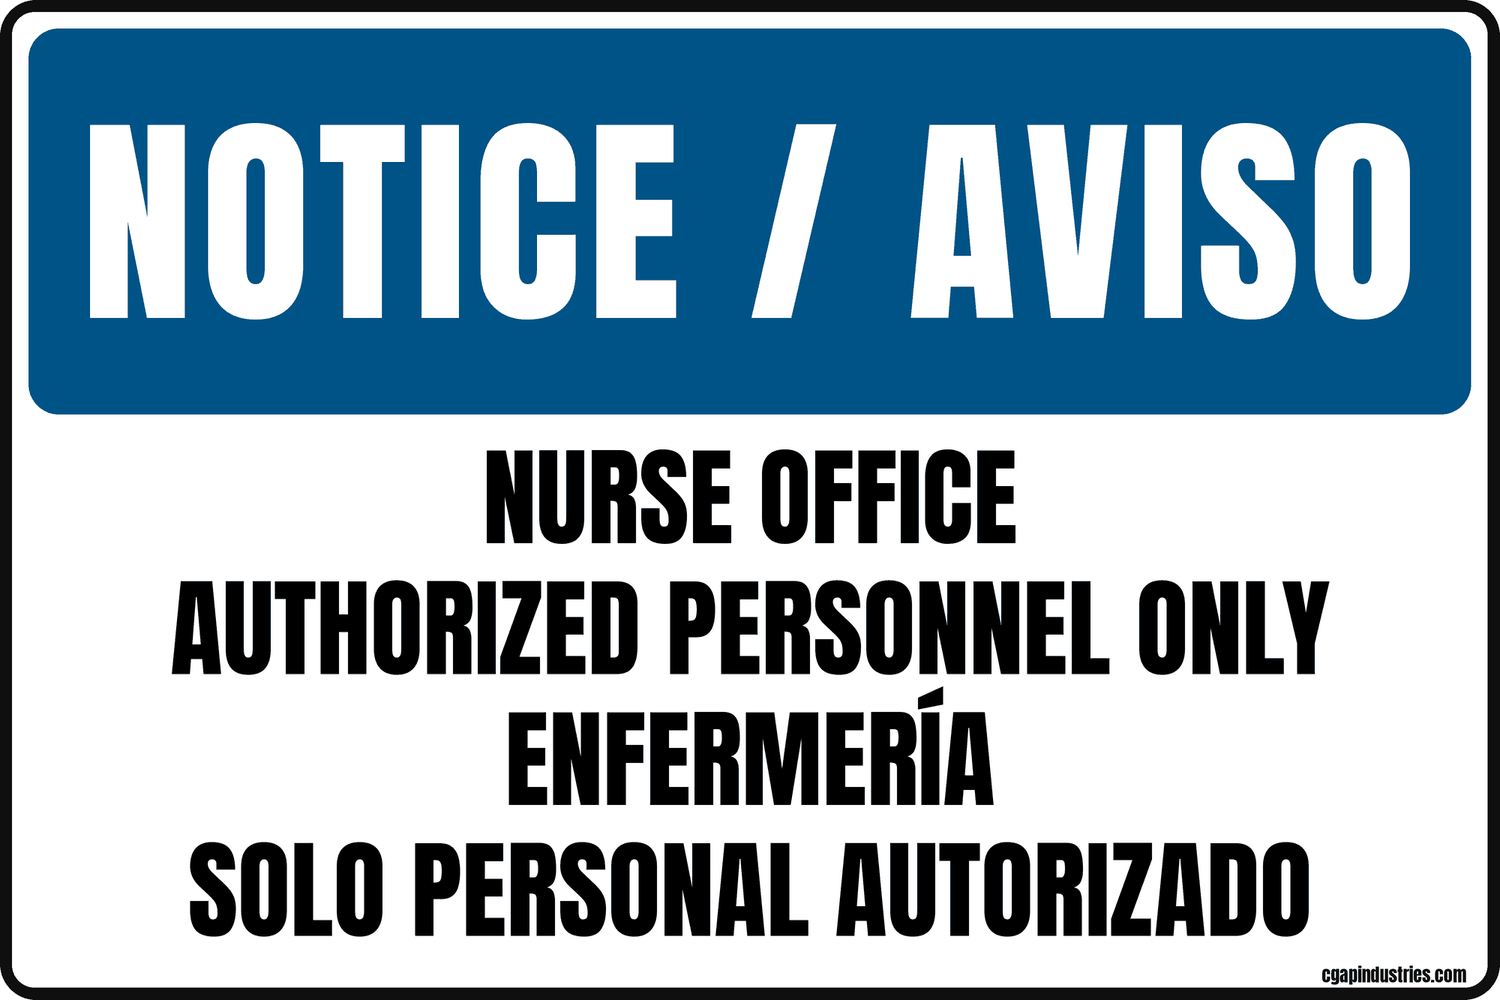 NOTICE / AVISO
NURSE OFFICE
AUTHORIZED PERSONNEL ONLY
ENFERMERÍA
SOLO PERSONAL AUTORIZADO
cgapindustries.com